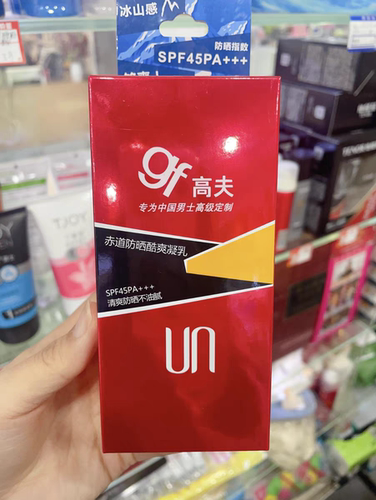 冰山感
防晒指数
SPF45PA+++
gf 高夫
专为中国男士高级定制
赤道防晒酷爽凝乳
SPF45PA+++
清爽防晒不油腻
un